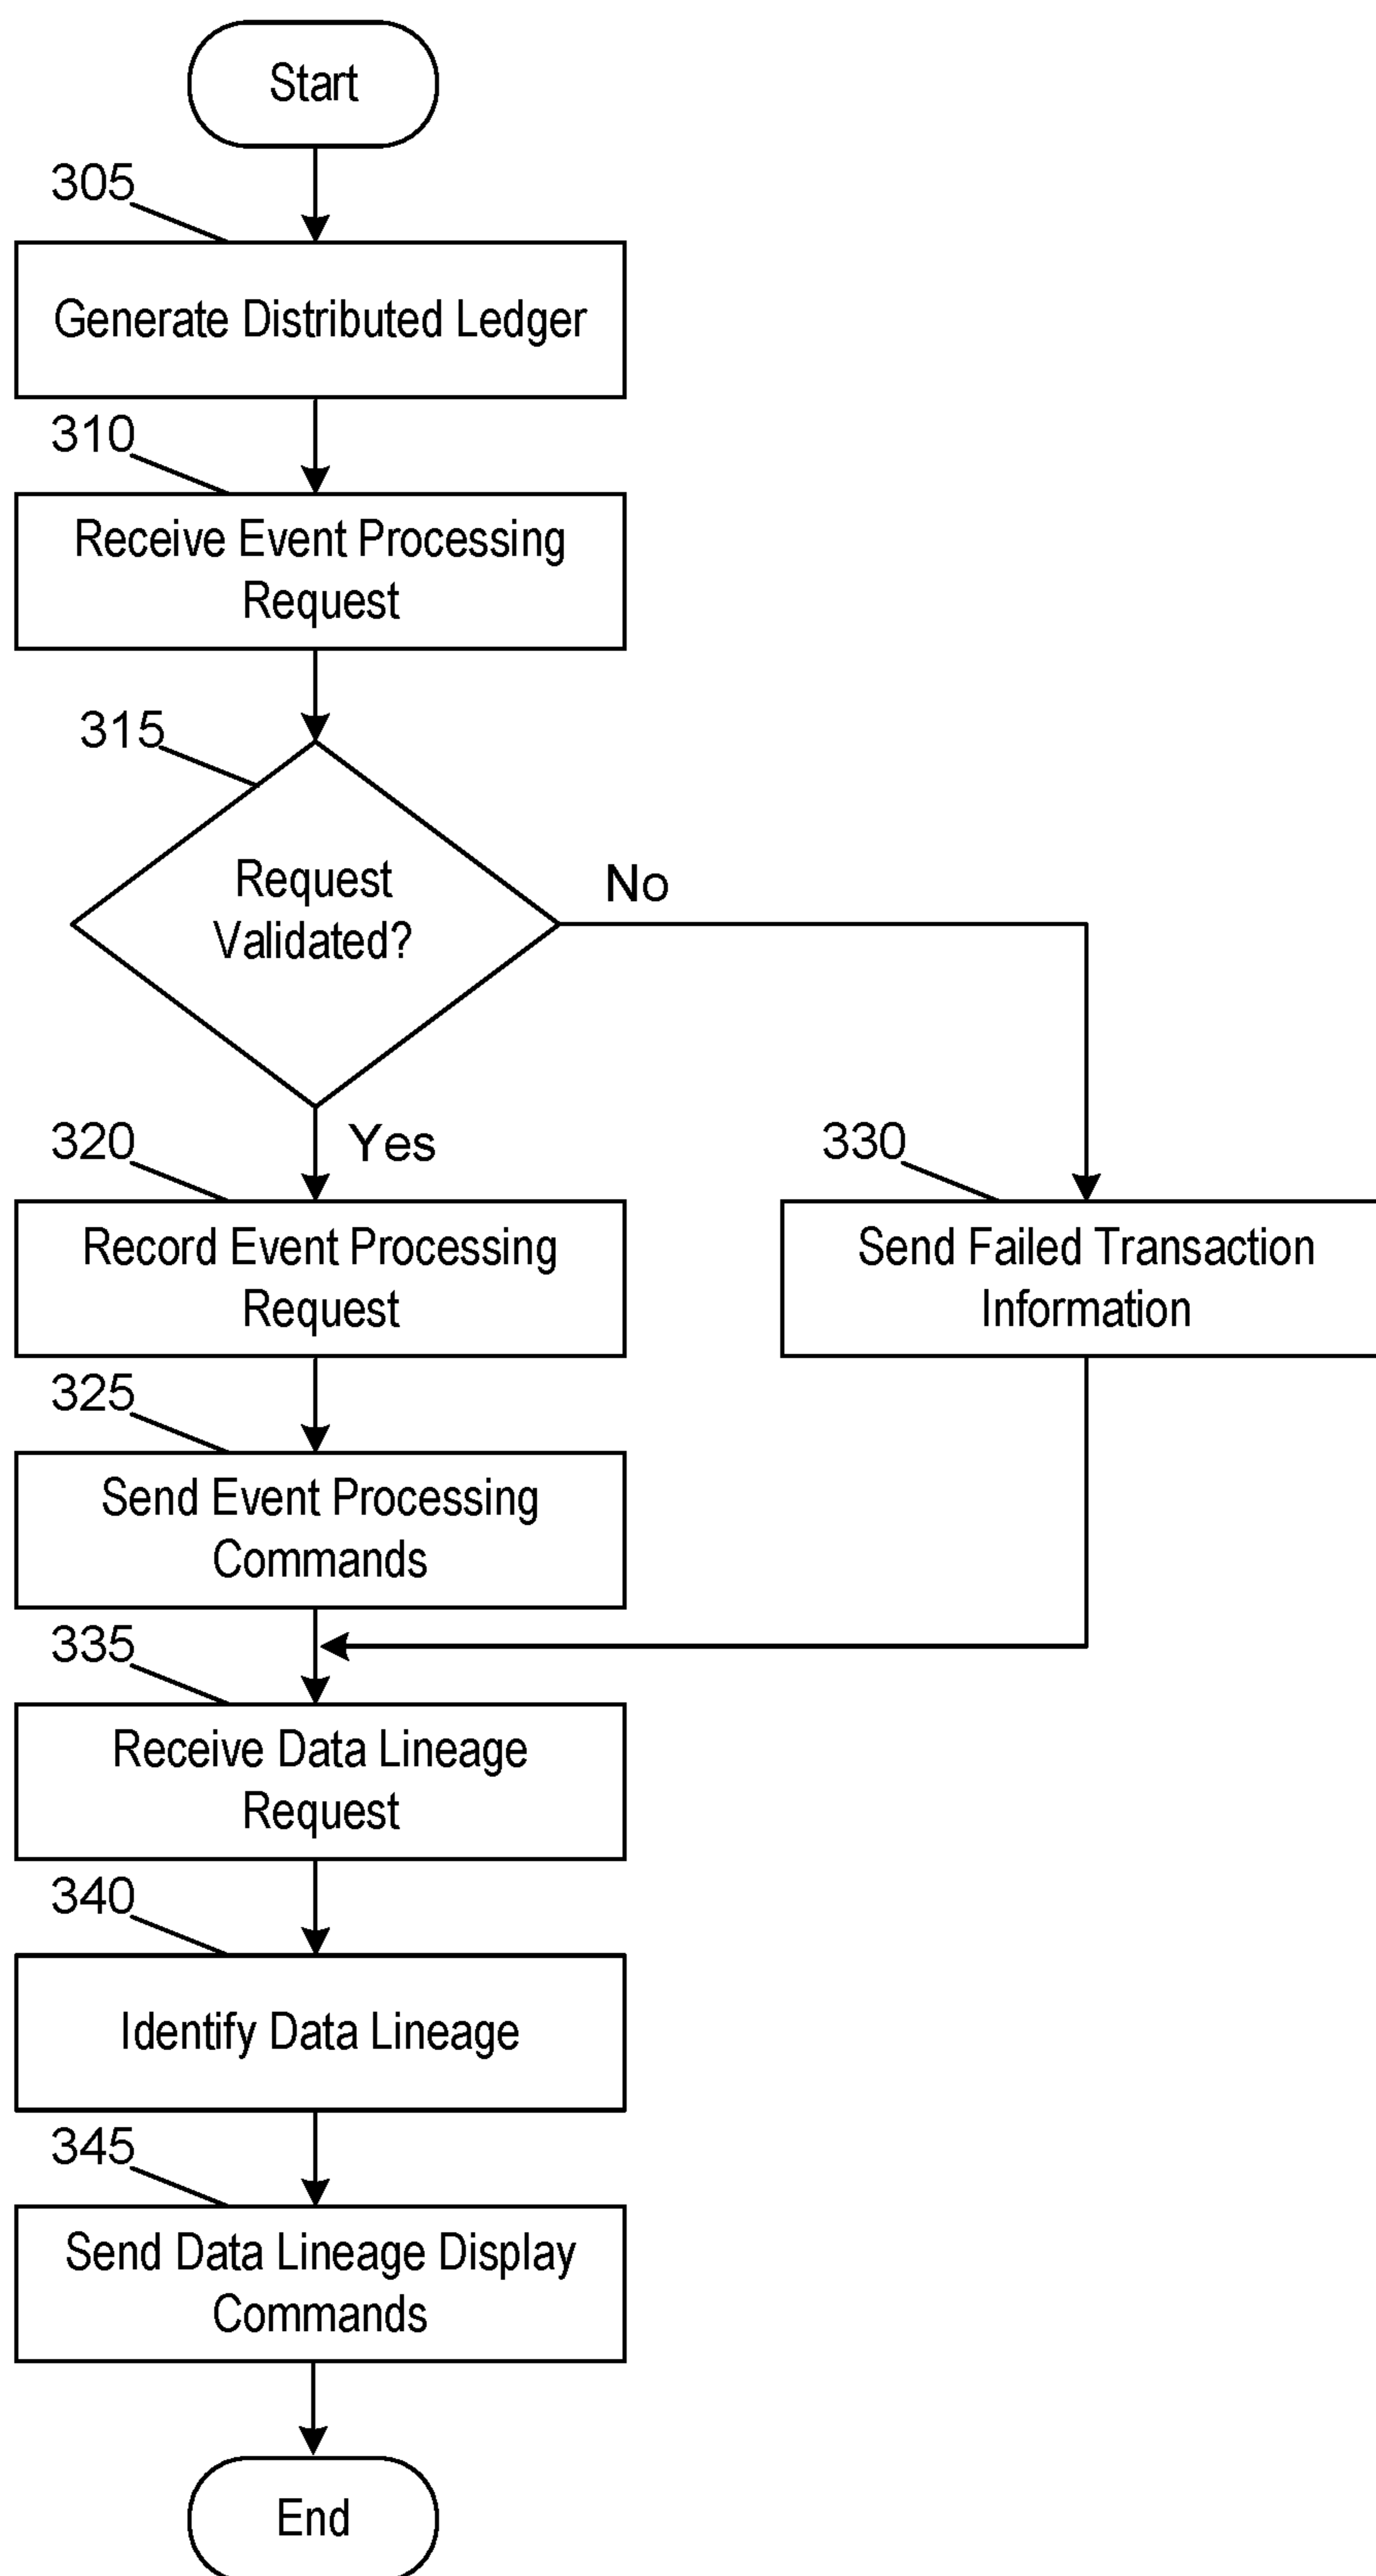 Start
305
Generate Distributed Ledger
310
Receive Event Processing
Request
315
Request
Validated?
No
320
Yes
330
Record Event Processing
Request
Send Failed Transaction
Information
325
Send Event Processing
Commands
335
Receive Data Lineage
Request
340
Identify Data Lineage
345
Send Data Lineage Display
Commands
End